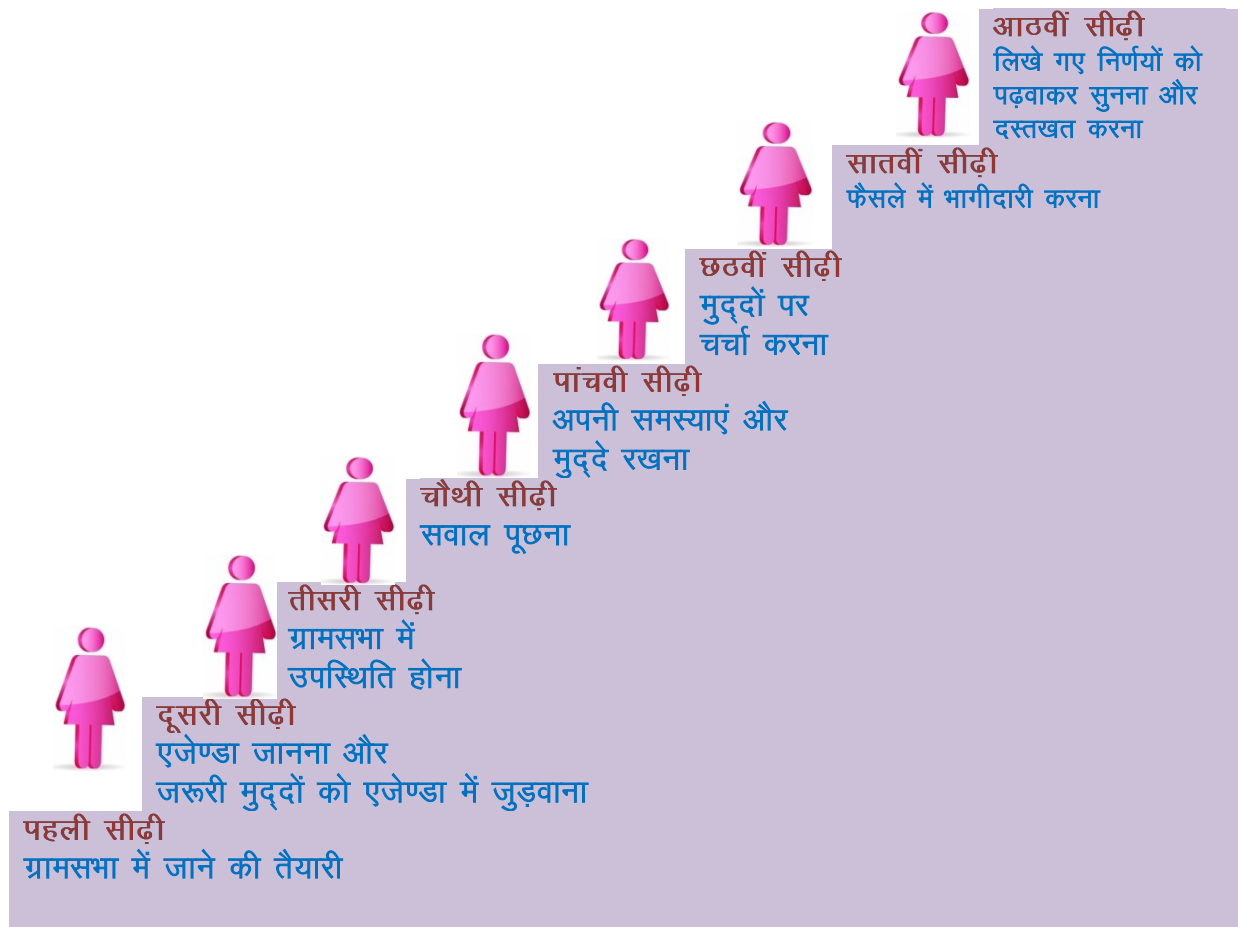 आठवीं सीढ़ी
लिखे गए निर्णयों को
पढ़वाकर सुनना और
दस्तखत करना
सातवीं सीढ़ी
फैसले में भागीदारी करना
छठवीं सीढ़ी
मुद्दों पर
चर्चा करना
पांचवी सीढ़ी
अपनी समस्याएं और
मुद्दे रखना
चौथी सीढ़ी
सवाल पूछना
तीसरी सीढ़ी
ग्रामसभा में
उपस्थिति होना
दूसरी सीढ़ी
एजेण्डा जानना और
जरूरी मुद्दों को एजेण्डा में जुड़वाना
पहली सीढ़ी
ग्रामसभा में जाने की तैयारी